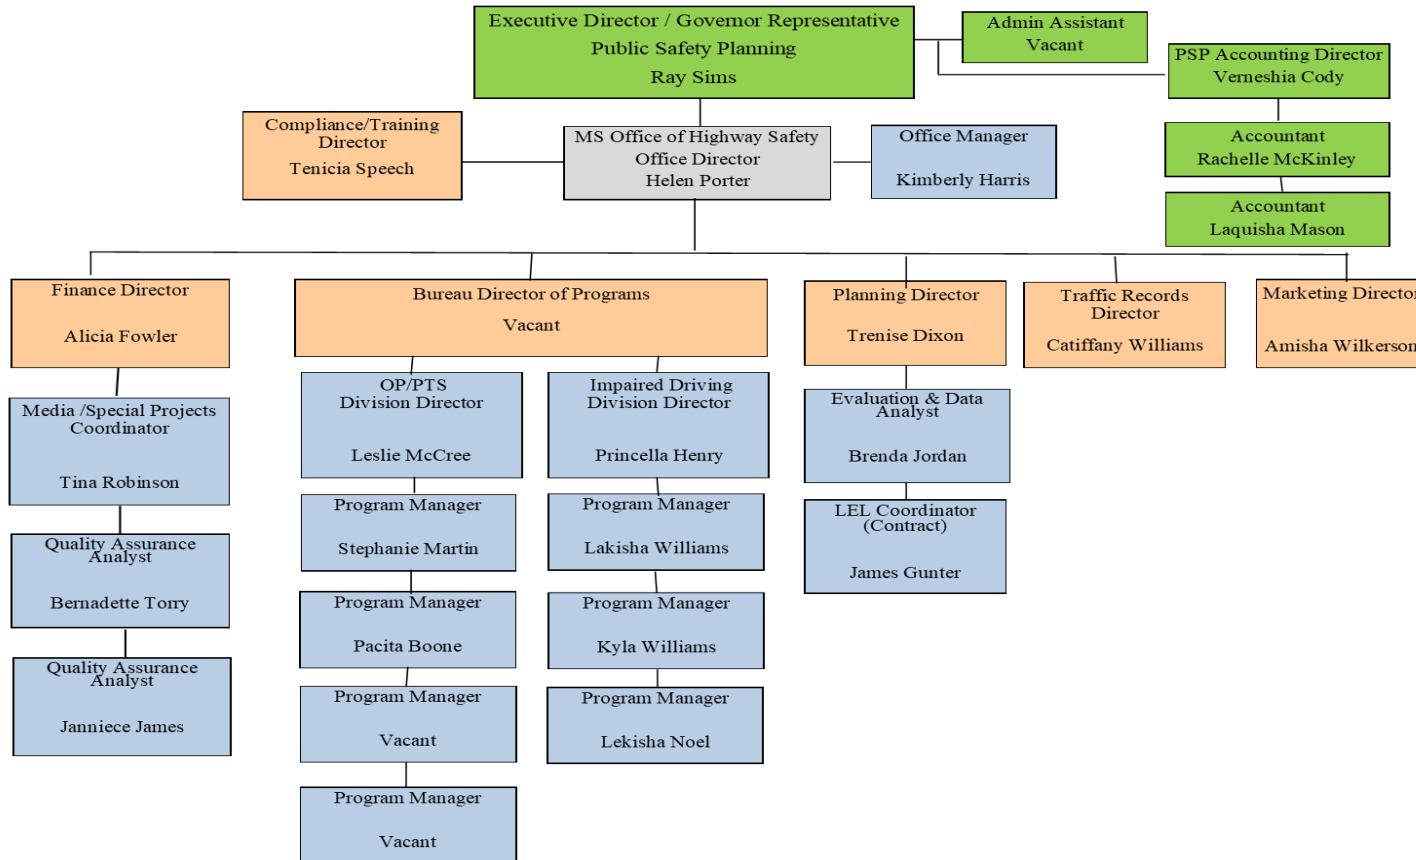 Executive Director / Governor Representative
Public Safety Planning
Ray Sims
Admin Assistant
Vacant
PSP Accounting Director
Verneshia Cody
Accountant
Rachelle McKinley
Accountant
Laquisha Mason
Compliance/Training
Director
Tenicia Speech
MS Office of Highway Safety
Office Director
Helen Porter
Office Manager
Kimberly Harris
Finance Director
Alicia Fowler
Media /Special Projects
Coordinator
Tina Robinson
Quality Assurance
Analyst
Bernadette Torry
Quality Assurance
Analyst
Janniece James
Bureau Director of Programs
Vacant
OP/PTS
Division Director
Leslie McCree
Program Manager
Stephanie Martin
Program Manager
Pacita Boone
Program Manager
Vacant
Program Manager
Vacant
Impaired Driving
Division Director
Princella Henry
Program Manager
Lakisha Williams
Program Manager
Kyla Williams
Program Manager
Lekisha Noel
Planning Director
Trenise Dixon
Evaluation & Data
Analyst
Brenda Jordan
LEL Coordinator
(Contract)
James Gunter
Traffic Records
Director
Catiffany Williams
Marketing Director
Amisha Wilkerson